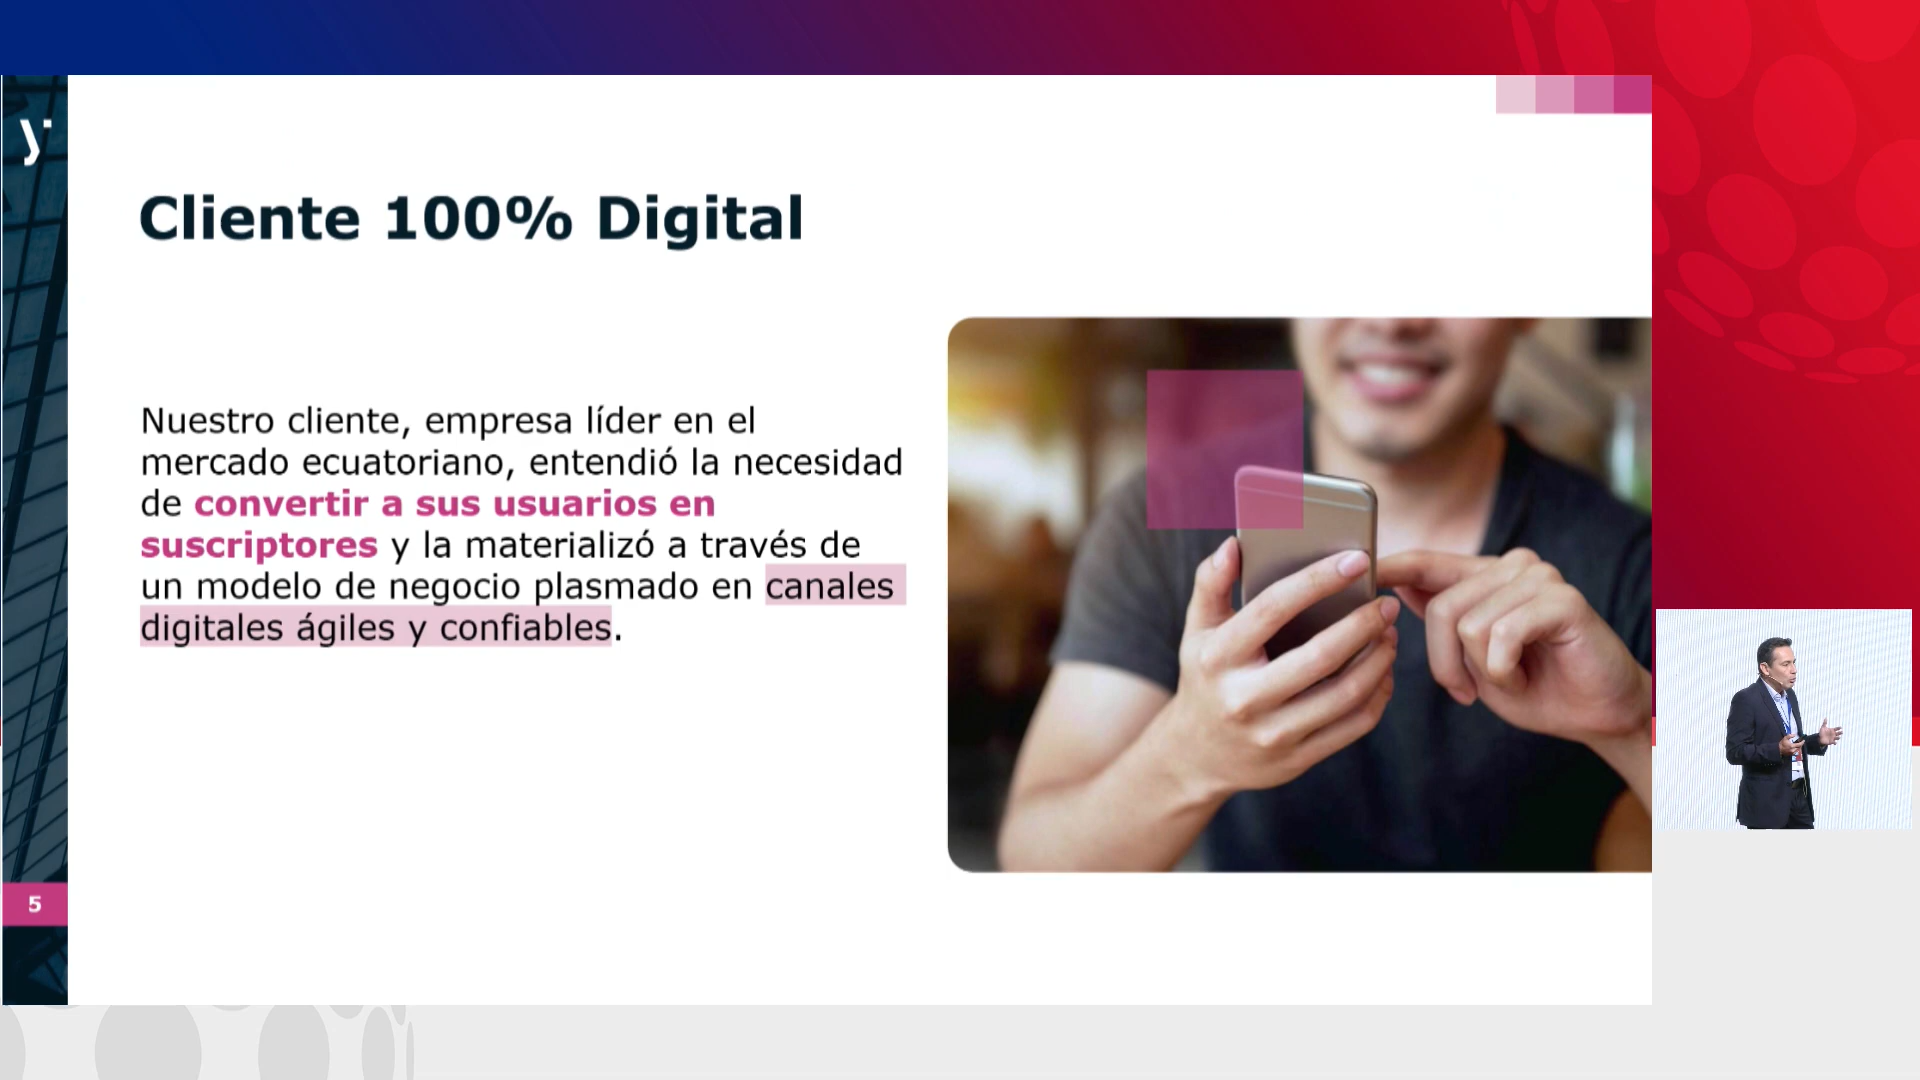 Cliente 100% Digital
Nuestro cliente, empresa líder en el
mercado ecuatoriano, entendió la necesidad
de convertir a sus usuarios en
suscriptores y la materializó a través de
un modelo de negocio plasmado en canales
digitales ágiles y confiables.
5